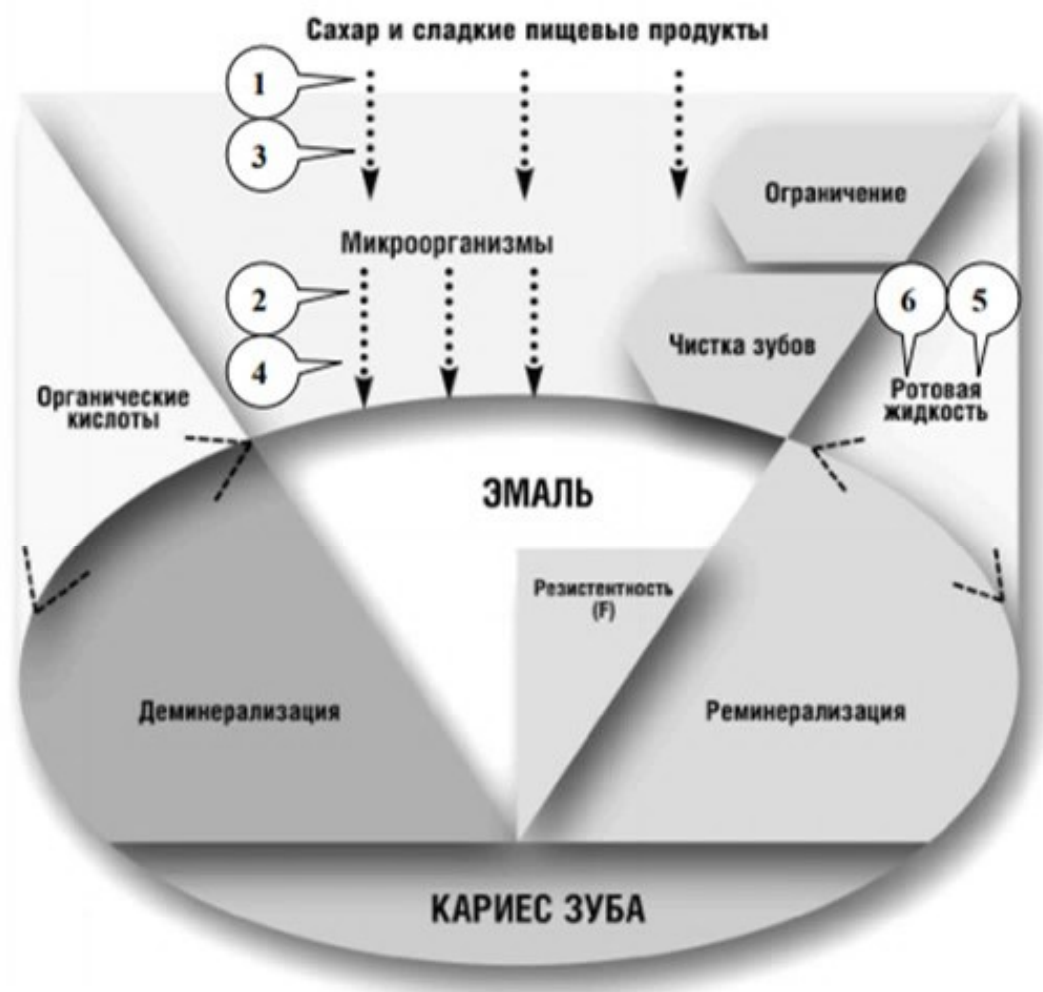 Сахар и сладкие пищевые продукты
1
3
Ограничение
Микроорганизмы
2
6
5
4
Чистка зубов
Органические
кислоты
Ротовая
жидкость
ЭМАЛЬ
Резистентность
(F)
Деминерализация
Реминерализация
КАРИЕС ЗУБА